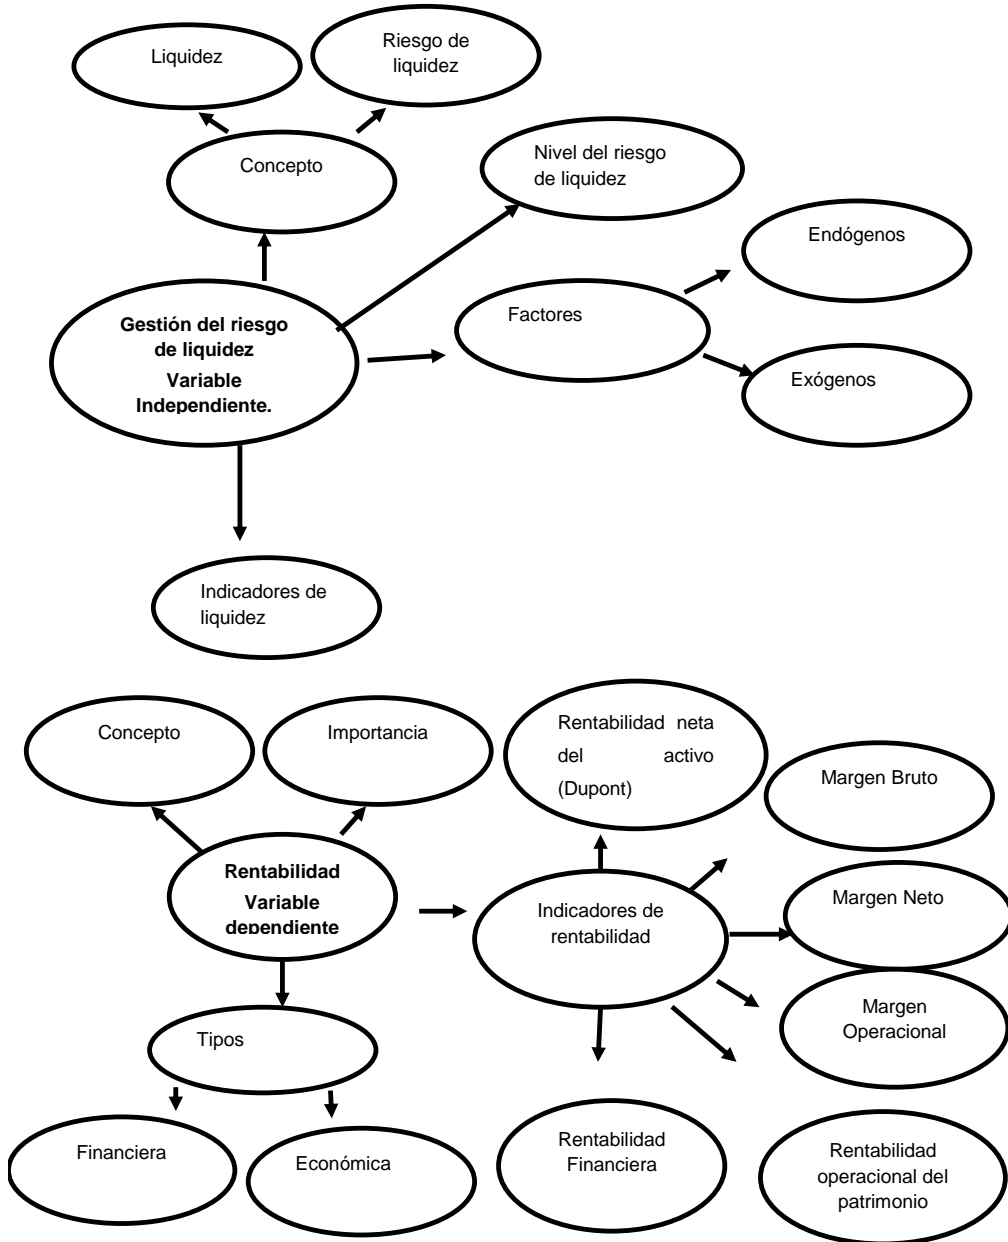 Liquidez
Riesgo de
liquidez
Concepto
Nivel del riesgo
de liquidez
Endógenos
Factores
Exógenos
Gestión del riesgo
de liquidez
Variable
Independiente.
Indicadores de
liquidez
Concepto
Importancia
Rentabilidad neta
del activo
(Dupont)
Margen Bruto
Rentabilidad
Variable
dependiente
Indicadores de
rentabilidad
Margen Neto
Margen
Operacional
Tipos
Financiera
Económica
Rentabilidad
Financiera
Rentabilidad
operacional del
patrimonio